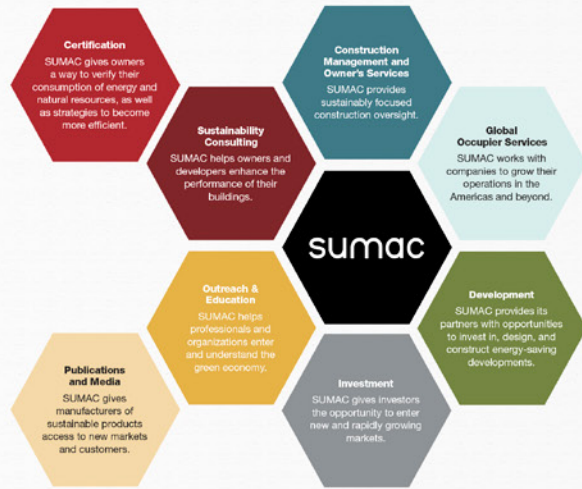 Certification
SUMAC gives owners
a way to verify their
consumption of energy and
natural resources, as well
as strategies to become
more efficient.
Construction
Management and
Owner's Services
SUMAC provides
sustainably focused
construction oversight.
Sustainability
Consulting
SUMAC helps owners and
developers enhance the
performance of their
buildings.
Global
Occupier Services
SUMAC works with
companies to grow their
operations in the
Americas and beyond.
sumac
Outreach &
Education
SUMAC helps
professionals and
organizations enter
and understand the
green economy.
Development
SUMAC provides its
partners with opportunities
to invest in, design, and
construct energy-saving
developments.
Publications
and Media
SUMAC gives
manufacturers of
sustainable products
access to new markets
and customers.
Investment
SUMAC gives investors
the opportunity to enter
new and rapidly growing
markets.